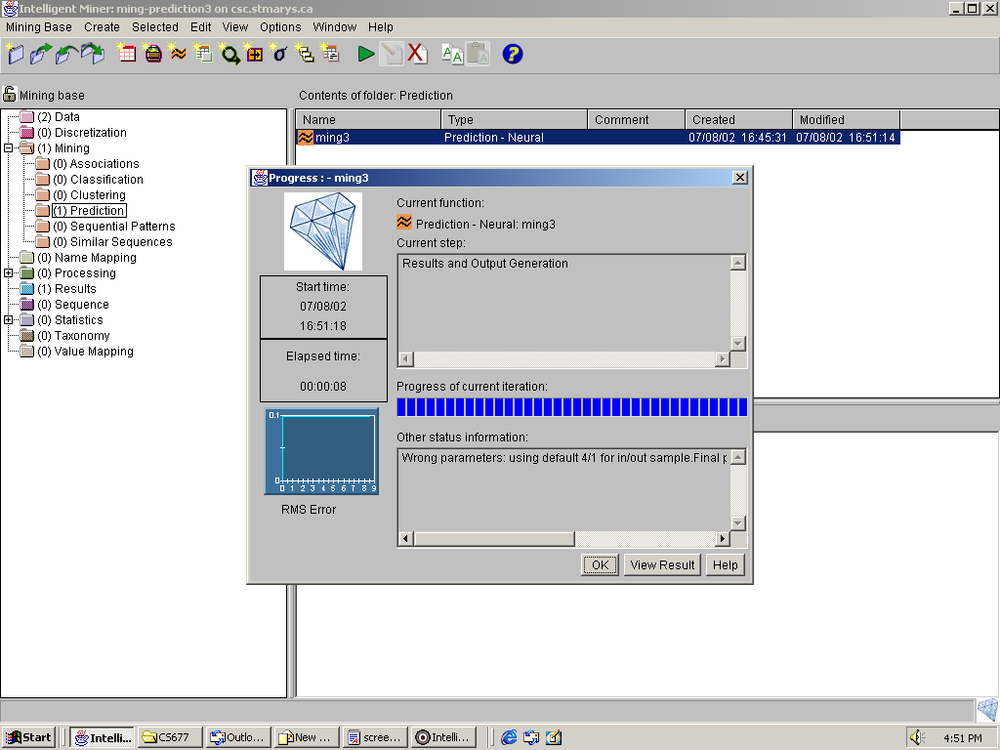 Intelligent Miner: ming-prediction3 on csc.stmarys.ca
Mining Base Create Selected Edit View Options Window Help
Mining base
Contents of folder: Prediction
(2) Data
(0) Discretization
(1) Mining
(0) Associations
(0) Classification
(0) Clustering
(1) Prediction
(0) Sequential Patterns
(0) Similar Sequences
(0) Name Mapping
(0) Processing
(1) Results
(0) Sequence
(0) Statistics
(0) Taxonomy
(0) Value Mapping
Name Type Comment Created Modified
ming3 Prediction - Neural 07/08/02 16:45:31 07/08/02 16:51:14
Progress : - ming3
Current function:
Prediction - Neural: ming3
Current step:
Results and Output Generation
Start time:
07/08/02
16:51:18
Elapsed time:
00:00:08
Progress of current iteration:
0.1
0
0 1 2 3 4 5 6 7 8 9
RMS Error
Other status information:
Wrong parameters: using default 4/1 for in/out sample.Final p
OK View Result Help
Start Intelli... CS677 Outlo... New ... scree... Intelli... 4:51 PM